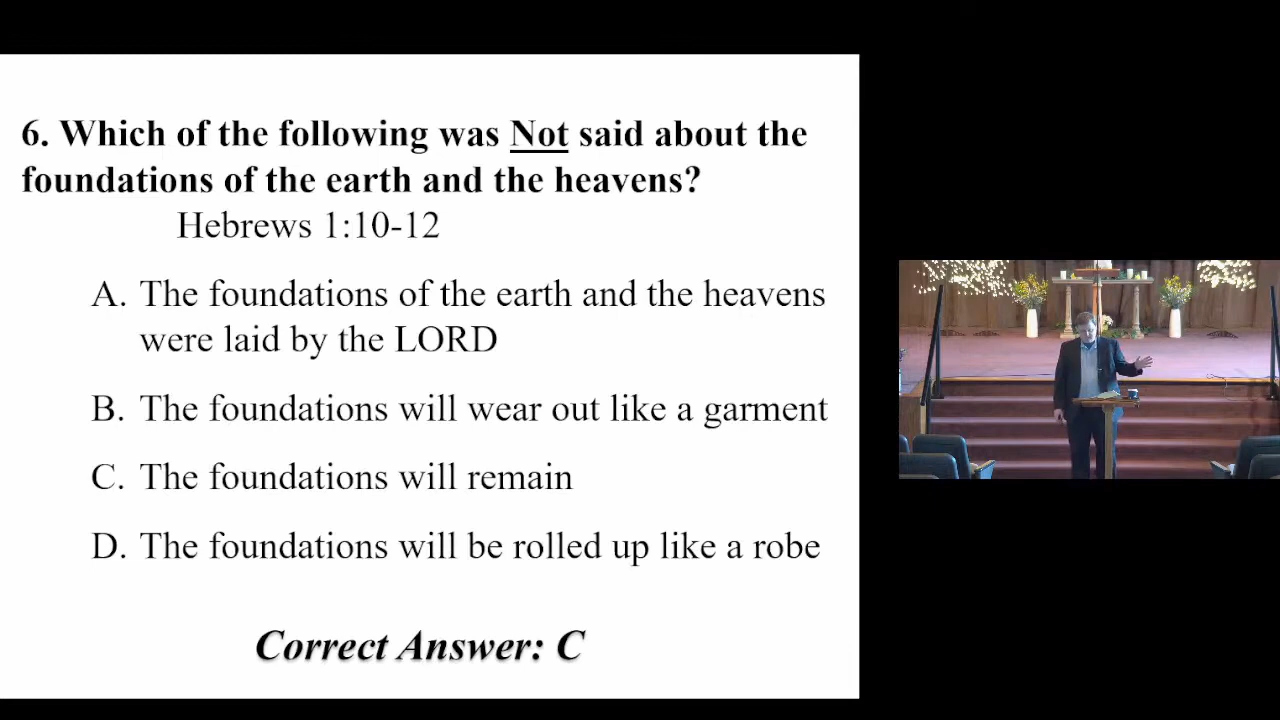 6. Which of the following was Not said about the
foundations of the earth and the heavens?
Hebrews 1:10-12
A. The foundations of the earth and the heavens
were laid by the LORD
B. The foundations will wear out like a garment
C. The foundations will remain
D. The foundations will be rolled up like a robe
Correct Answer: C